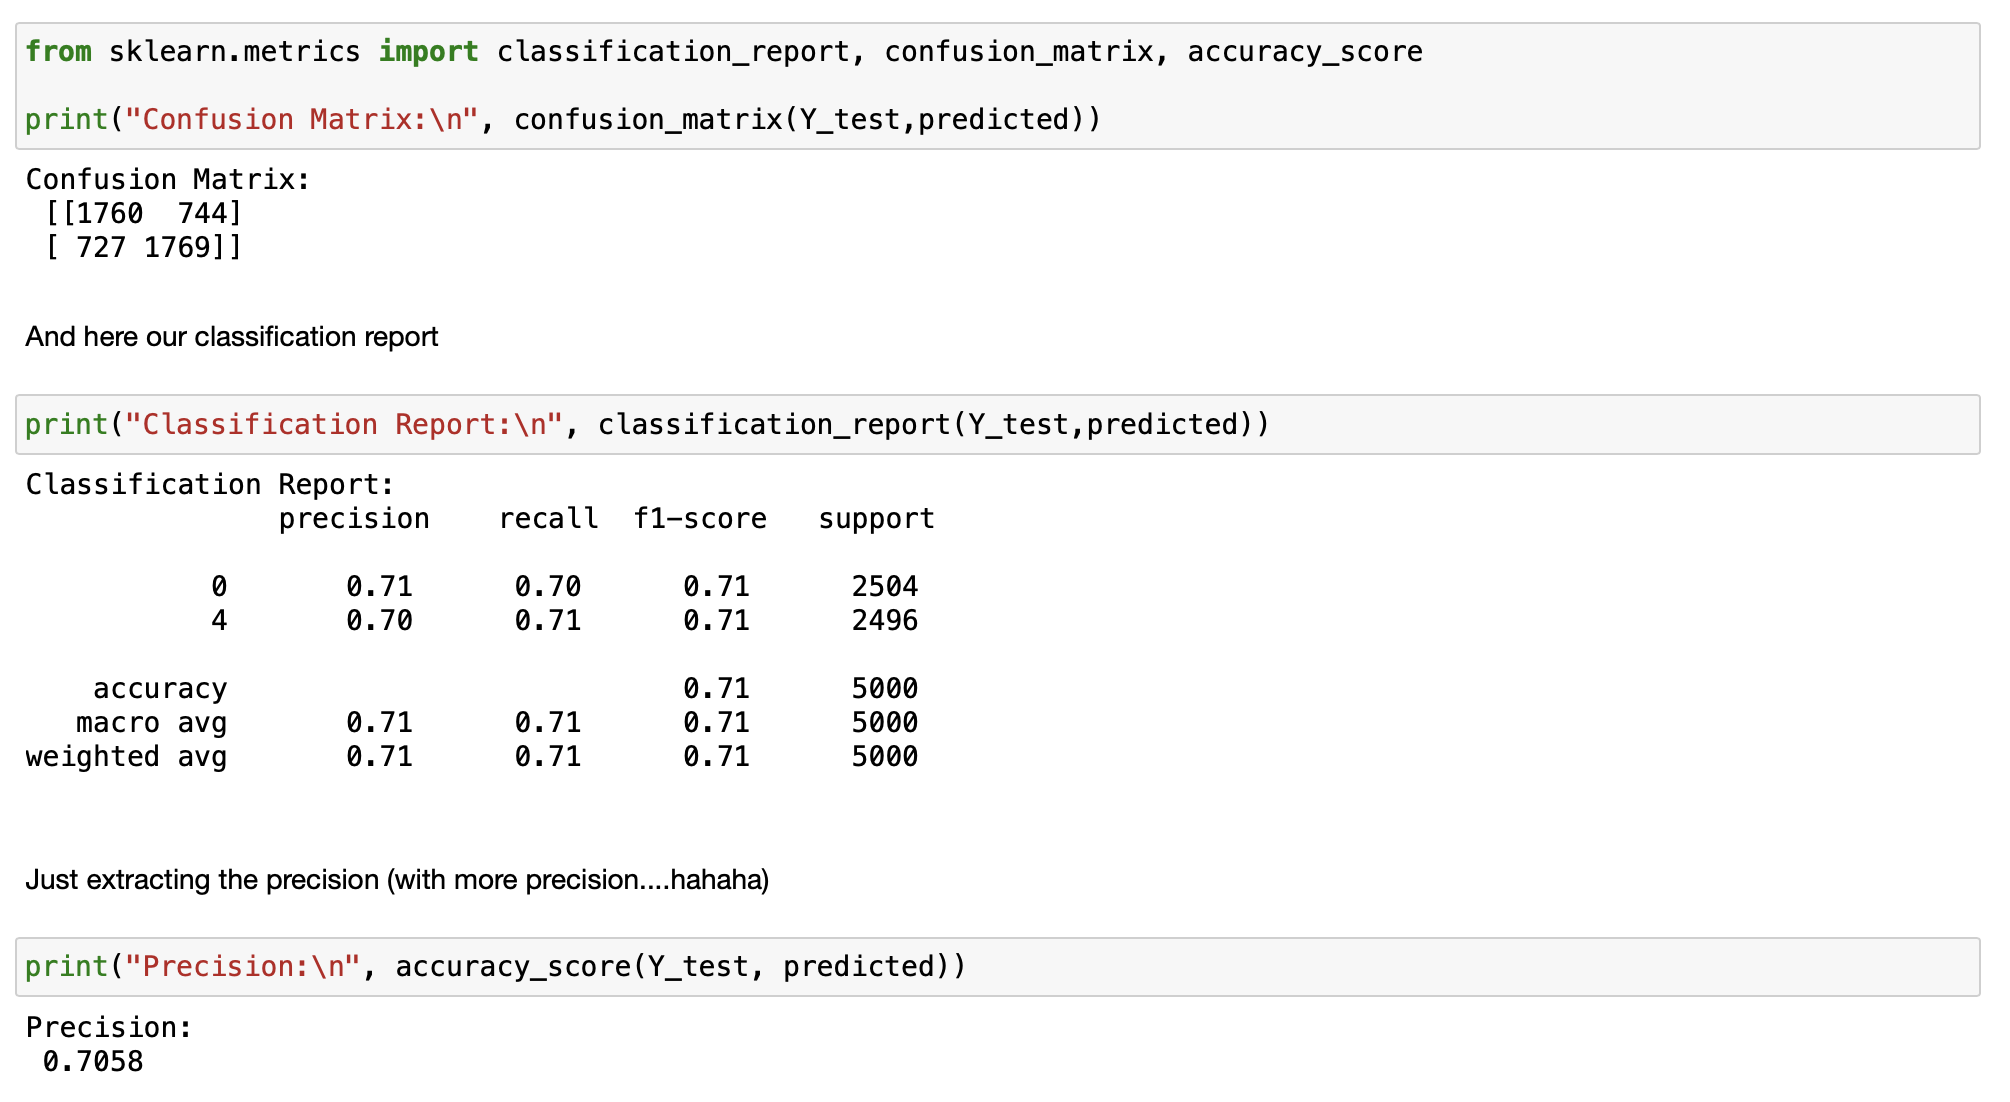 from sklearn.metrics import classification_report, confusion_matrix, accuracy_score
print("Confusion Matrix:\n", confusion_matrix(Y_test,predicted))
Confusion Matrix:
[[1760  744]
[ 727 1769]]
And here our classification report
print("Classification Report:\n", classification_report(Y_test,predicted))
Classification Report:
precision    recall  f1-score   support
0       0.71      0.70      0.71      2504
4       0.70      0.71      0.71      2496
accuracy                           0.71      5000
macro avg       0.71      0.71      0.71      5000
weighted avg       0.71      0.71      0.71      5000
Just extracting the precision (with more precision....hahaha)
print("Precision:\n", accuracy_score(Y_test, predicted))
Precision:
0.7058